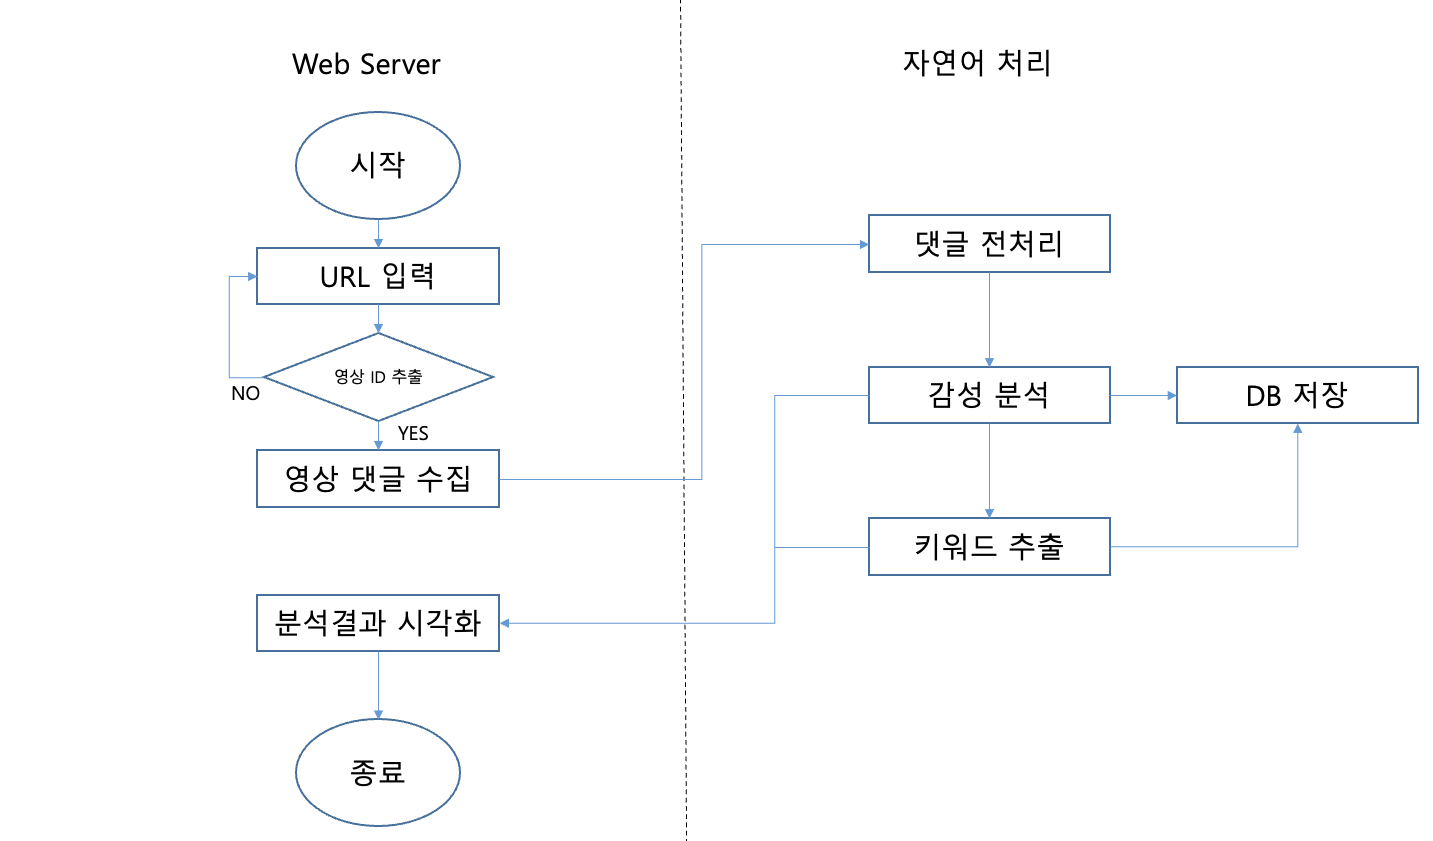 Web Server
시작
URL 입력
영상 ID 추출
NO
YES
영상 댓글 수집
분석결과 시각화
종료
자연어 처리
댓글 전처리
감성 분석
DB 저장
키워드 추출